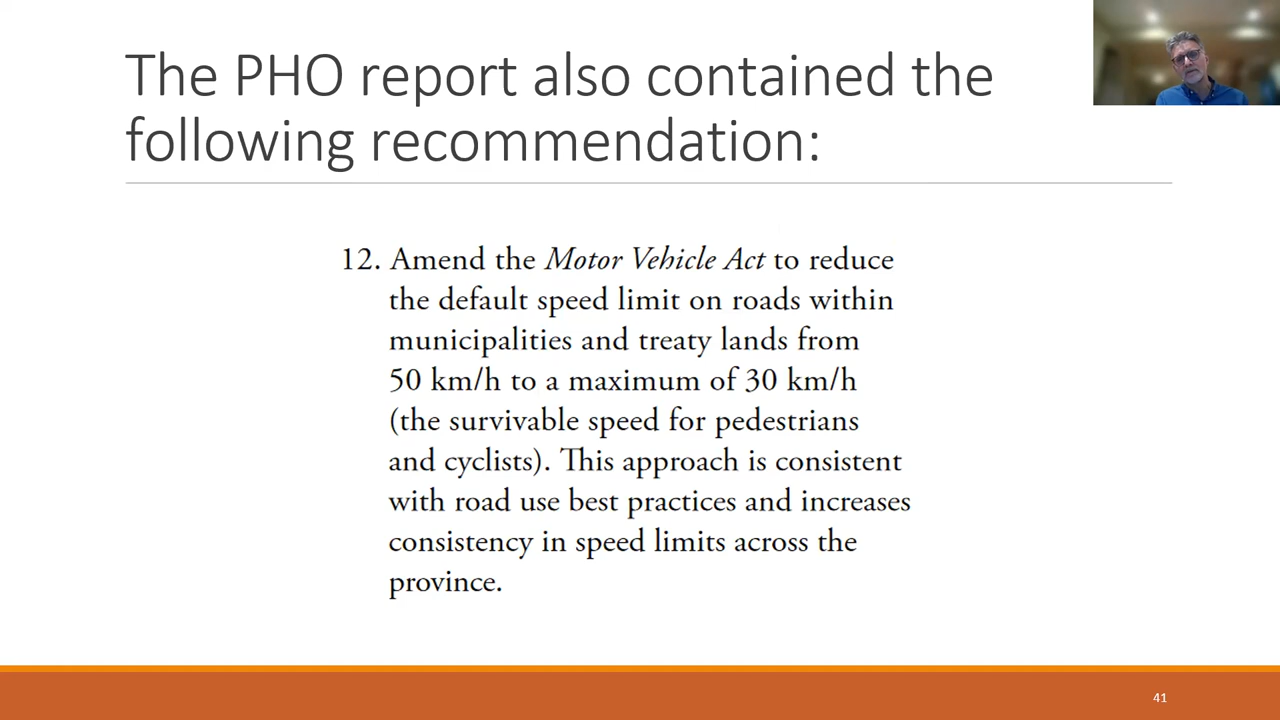 The PHO report also contained the
following recommendation:
12. Amend the Motor Vehicle Act to reduce
the default speed limit on roads within
municipalities and treaty lands from
50 km/h to a maximum of 30 km/h
(the survivable speed for pedestrians
and cyclists). This approach is consistent
with road use best practices and increases
consistency in speed limits across the
province.
41